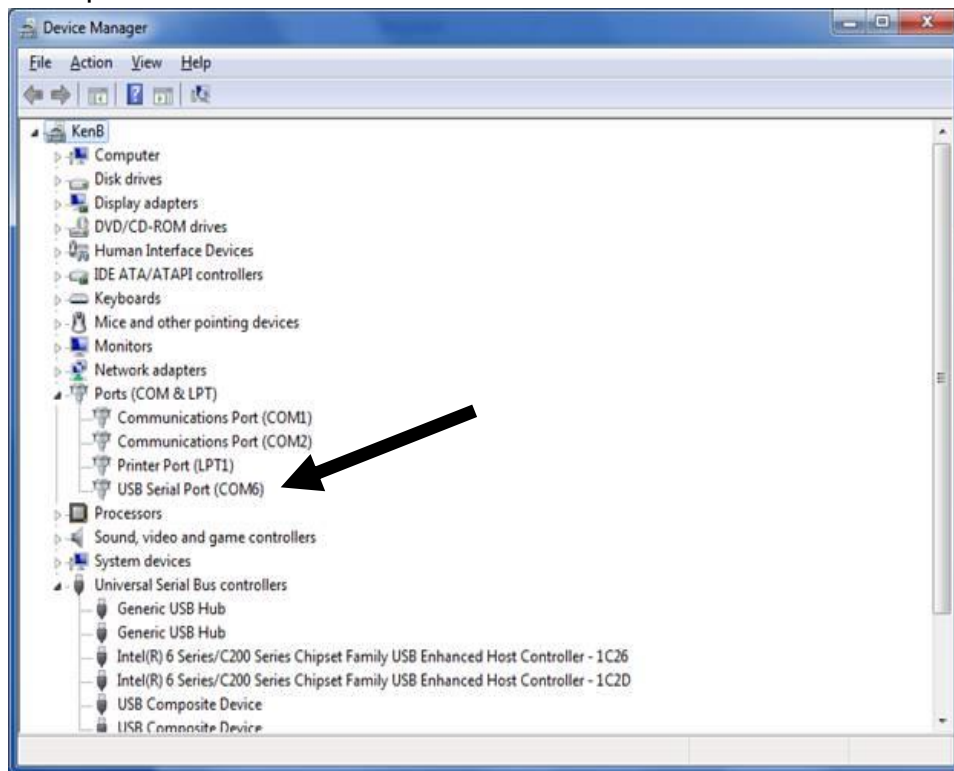 Device Manager
File Action View Help
KenB
Computer
Disk drives
Display adapters
DVD/CD-ROM drives
Human Interface Devices
IDE ATA/ATAPI controllers
Keyboards
Mice and other pointing devices
Monitors
Network adapters
Ports (COM & LPT)
Communications Port (COM1)
Communications Port (COM2)
Printer Port (LPT1)
USB Serial Port (COM6)
Processors
Sound, video and game controllers
System devices
Universal Serial Bus controllers
Generic USB Hub
Generic USB Hub
Intel(R) 6 Series/C200 Series Chipset Family USB Enhanced Host Controller - 1C26
Intel(R) 6 Series/C200 Series Chipset Family USB Enhanced Host Controller - 1C2D
USB Composite Device
USB Composite Device